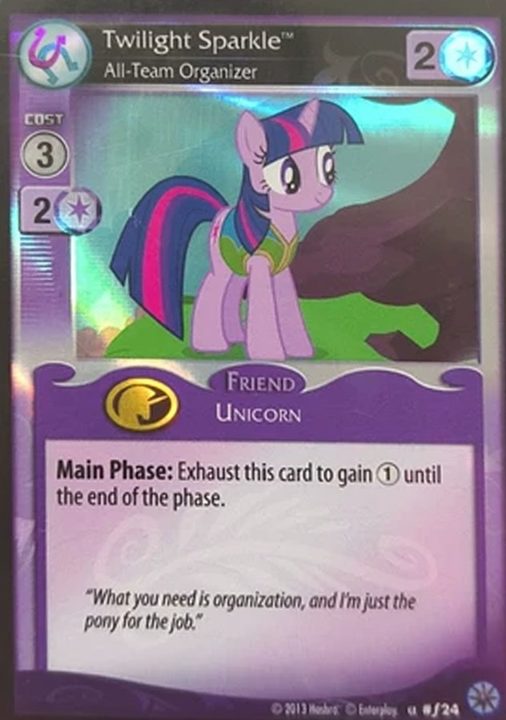 Twilight Sparkle™
2
All-Team Organizer
COST
3
2
FRIEND
UNICORN
Main Phase: Exhaust this card to gain 1 until
the end of the phase.
"What you need is organization, and I'm just the
pony for the job."
© 2013 Hasbro. © Enterplay. α #ƒ24